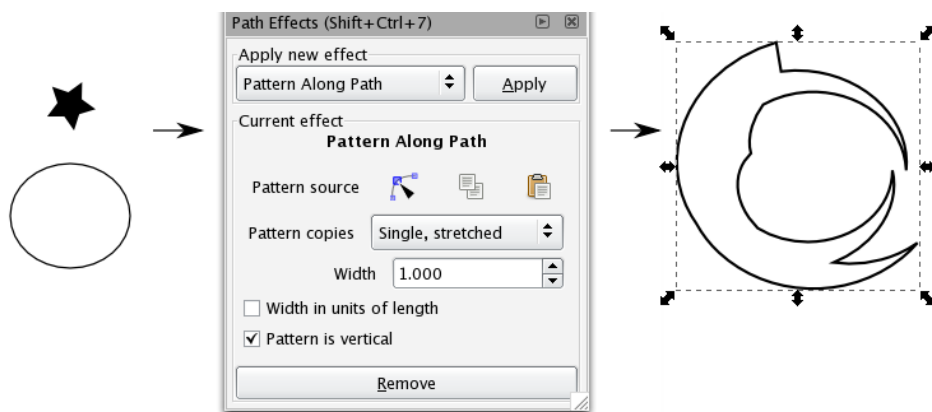 Path Effects (Shift+Ctrl+7)
Apply new effect
Pattern Along Path
Apply
Current effect
Pattern Along Path
Pattern source
Pattern copies
Single, stretched
Width
1.000
Width in units of length
Pattern is vertical
Remove